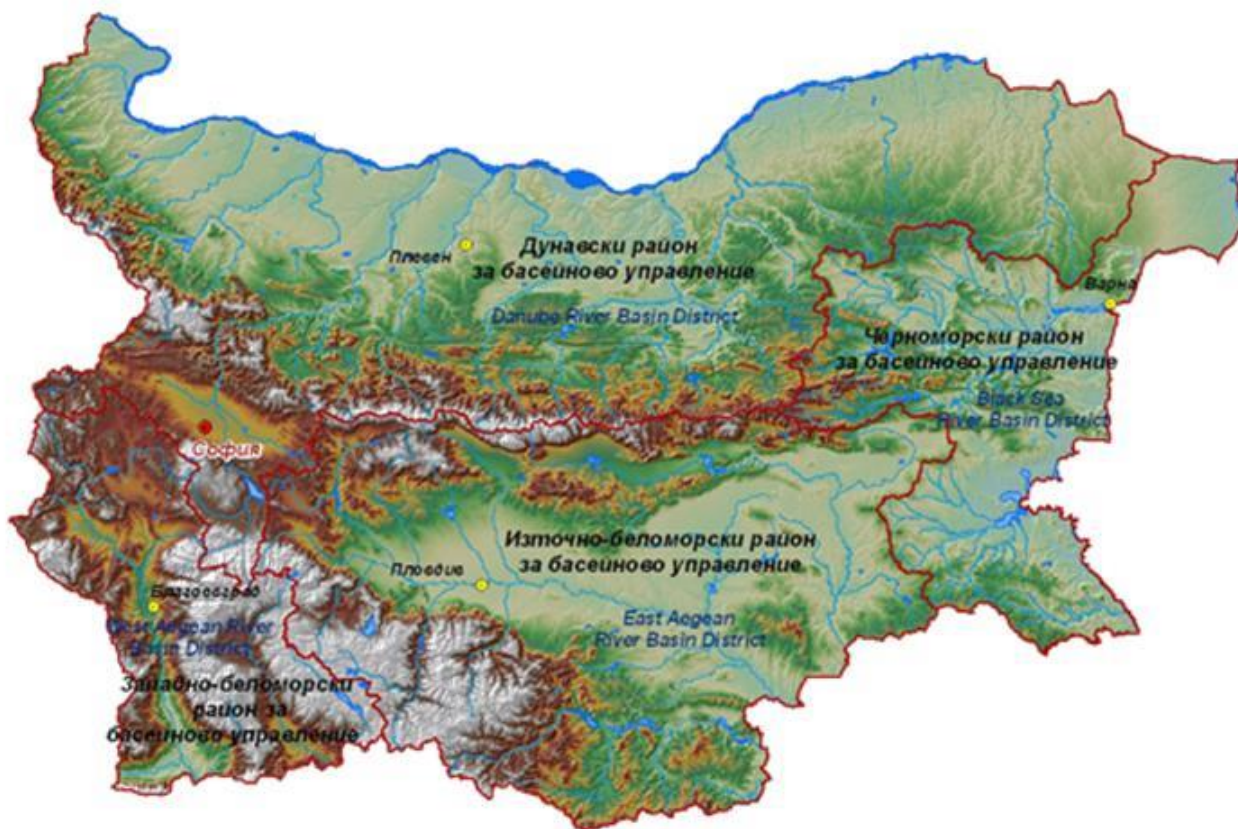 Дунавски район
за басейново управление
Плевен
Danube River Basin District
Варна
Черноморски район
за басейново управление
Black Sea
River Basin District
София
Източно-беломорски район
за басейново управление
Пловдив
Благоевград
East Aegean
River Basin District
West Aegean River
Basin District
Западно-беломорски
район за
басейново управление